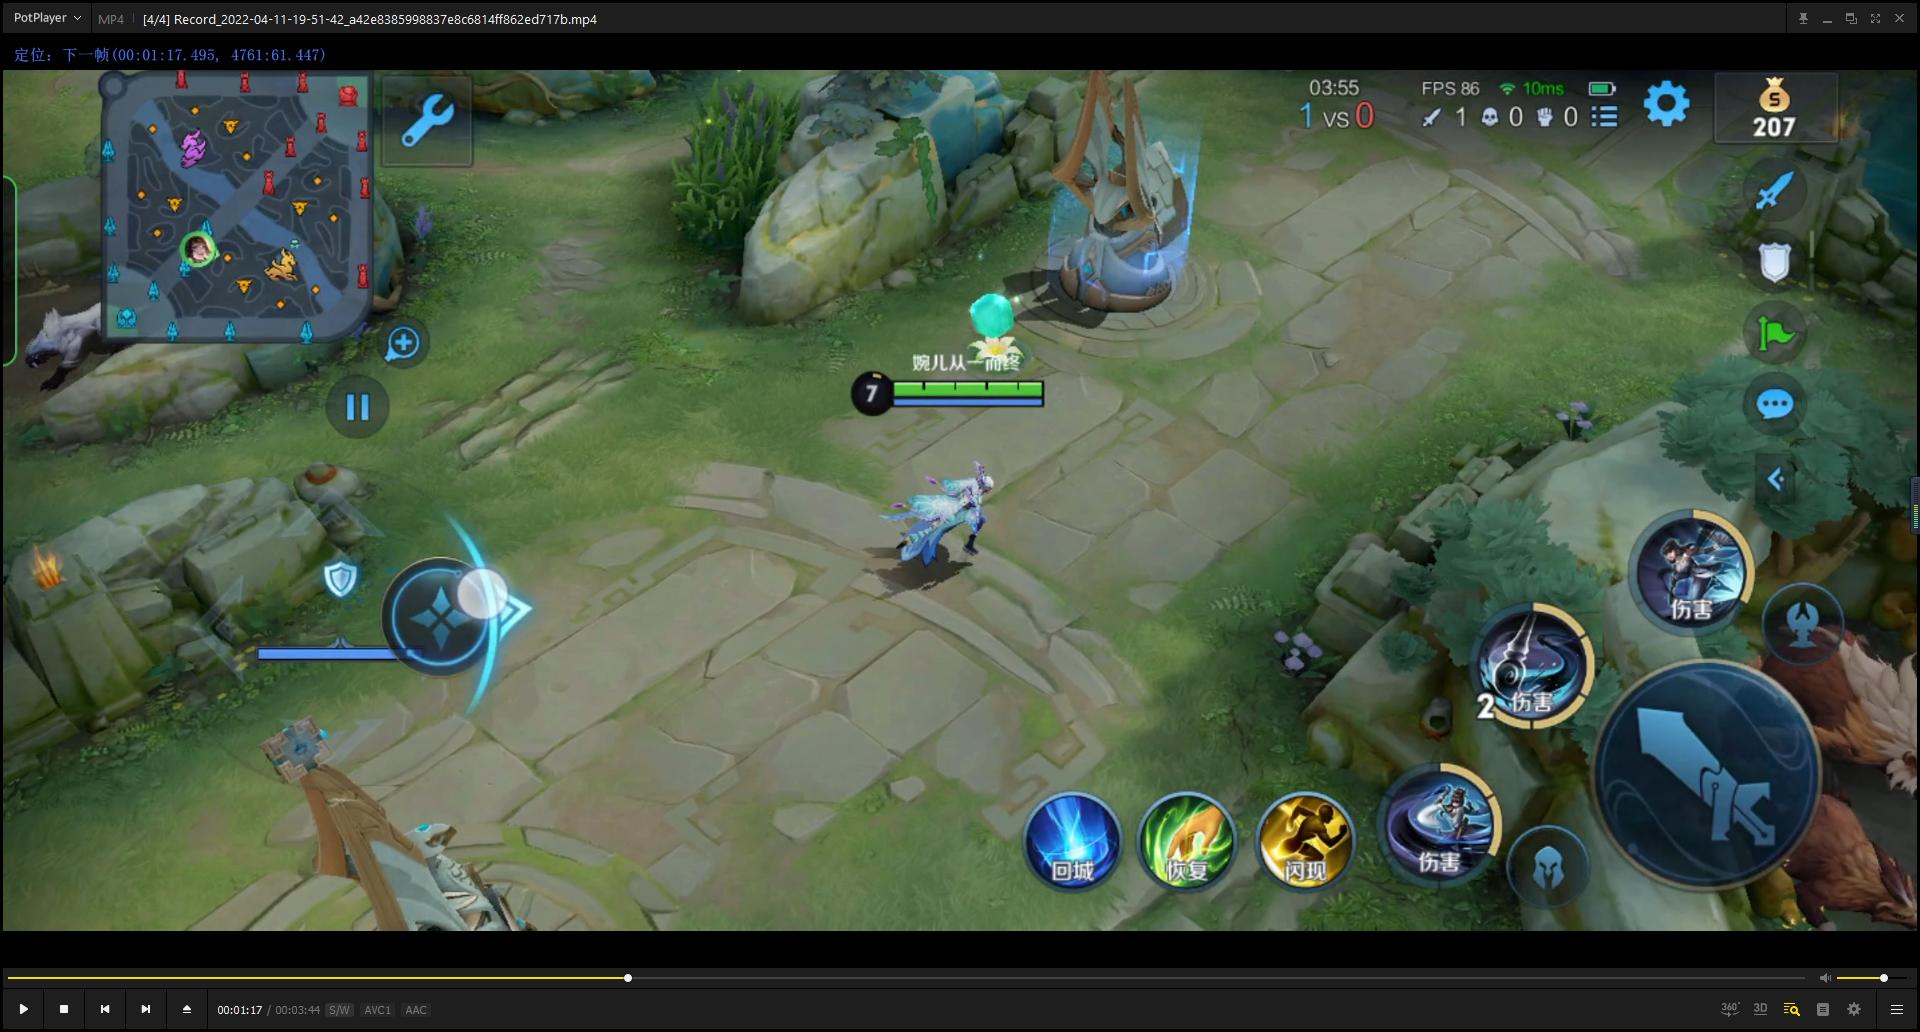 PotPlayer MP4 [4/4] Record_2022-04-11-19-51-42_a42e8385998837e8c6814ff862ed717b.mp4
定位：下一帧(00:01:17.495, 4761:61.447)
03:55 FPS 86 10ms
1 VS 0 1 0 0
S
207
婉儿从一而终
7
伤害
2 伤害
伤害
回城 恢复 闪现
00:01:17 / 00:03:44 S/W AVC1 AAC
360° 3D